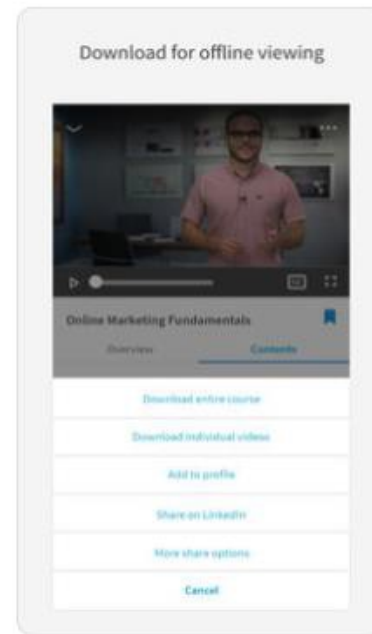 Download for offline viewing
Online Marketing Fundamentals
Overview
Contents
Download entire course
Download individual videos
Add to profile
Share on LinkedIn
More share options
Cancel